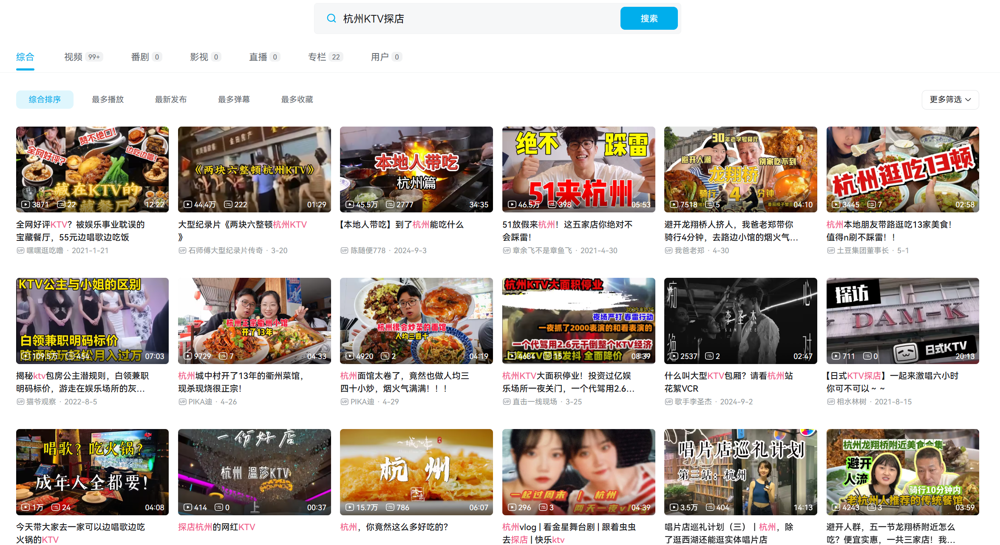 杭州KTV探店
搜索
综合
视频 99+
番剧 0
影视 0
直播 0
专栏 22
用户 0
综合排序
最多播放
最新发布
最多弹幕
最多收藏
更多筛选
全网好评?
赞不绝口!
边吃边唱!
藏在KTV的
宝藏餐厅
3871 22 12:22
全网好评KTV？被娱乐事业耽误的
宝藏餐厅，55元边唱歌边吃饭
嘿嘿逛吃噜 · 2021-1-21
金田房产
《两块六整顿杭州KTV》
44.4万 222 01:29
大型纪录片《两块六整顿杭州KTV
》
石师傅大型纪录片传奇 · 3-20
本地人带吃
杭州篇
45.5万 2777 34:35
【本地人带吃】到了杭州能吃什么
陈随便778 · 2024-9-3
绝不 踩雷
51来杭州
46.5万 398 05:53
51放假来杭州！这五家店你绝对不
会踩雷！
章余飞不是章鱼飞 · 2021-4-30
30年老字号餐厅
避开人潮
别家吃不到
龙翔桥
骑行4分钟
7518 5 04:10
避开龙翔桥人挤人，我爸老郑带你
骑行4分钟，去路边小馆的烟火气...
我爸老郑 · 4-30
杭州逛吃13顿
3445 7 02:58
杭州本地朋友带路逛吃13家美食！
值得n刷不踩雷！！
土豆集团董事长 · 5-1
KTV公主与小姐的区别
白领兼职明码标价
陪酒陪玩轻松月入过万
109.5万 454 07:03
揭秘ktv包房公主潜规则，白领兼职
明码标价，游走在娱乐场所的灰...
猫爷观察 · 2022-8-5
杭州正宗衢州小馆
开了13年
9729 7 04:33
杭州城中村开了13年的衢州菜馆，
现杀现烧很正宗！
PIKA迪 · 4-26
杭州很会炒菜的面馆
人均三四十
4920 2 04:19
杭州面馆太卷了，竟然也做人均三
四十小炒，烟火气满满！！！
PIKA迪 · 4-29
杭州KTV大面积停业
2025.03.25
夜场严打 春雷行动
一夜抓了2000表演的和看表演的
一个代驾用2.6元干倒整个KTV经济
发抖 全面降价
4684 15 08:39
杭州KTV大面积停业！投资过亿娱
乐场所一夜关门，一个代驾用2.6...
直击一线现场 · 3-25
痴心绝对
李圣杰
SAM LEE
2537 2 02:47
什么叫大型KTV包厢？请看杭州站
花絮VCR
歌手李圣杰 · 2024-9-2
探访
DAM-K
日式KTV
711 0 20:13
【日式KTV探店】一起来激唱六小时
你可不可以～～
相水林树 · 2021-8-15
唱歌？吃火锅？
成年人全都要！
1万 24 04:08
今天带大家去一家可以边唱歌边吃
火锅的KTV
一份好店
杭州 温莎KTV
上
414 0 00:37
探店杭州的网红KTV
一城一味
杭州
15.7万 786 06:07
杭州，你竟然这么多好吃的？
一起过周末 | 杭州
两天一夜vlog
296 3 04:39
杭州vlog | 看金星舞台剧 | 跟着虫虫
去探店 | 快乐ktv
唱片店巡礼计划
第三站：杭州
3.5万 404 14:13
唱片店巡礼计划（三）丨杭州，除
了逛西湖还能逛实体唱片店
杭州龙翔桥附近美食合集
避开
人流
骑行10分钟内
老杭州人推荐的传统餐馆
4243 3 03:59
避开人群，五一节龙翔桥附近怎么
吃？便宜实惠，一共三家店！我...